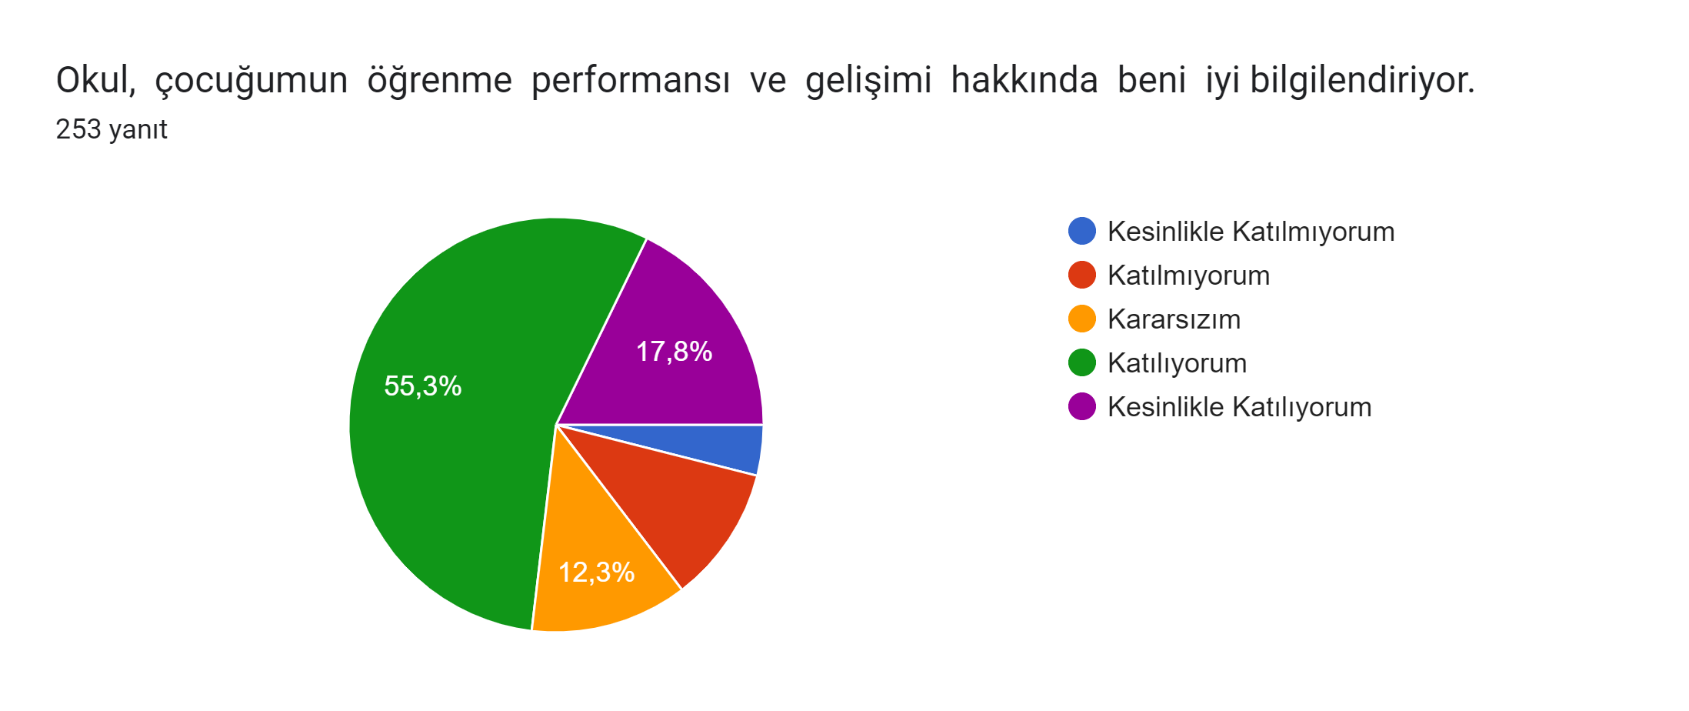 Okul, çocuğumun öğrenme performansı ve gelişimi hakkında beni iyi bilgilendiriyor.
253 yanıt
Kesinlikle Katılmıyorum
Katılmıyorum
Kararsızım
Katılıyorum
Kesinlikle Katılıyorum
17,8%
55,3%
12,3%